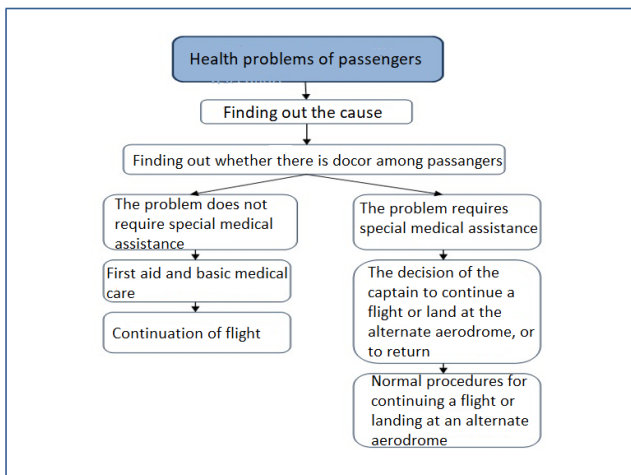 Health problems of passengers
Finding out the cause
Finding out whether there is docor among passangers
The problem does not
require special medical
assistance
The problem requires
special medical assistance
First aid and basic medical
care
The decision of the
captain to continue a
flight or land at the
alternate aerodrome, or
to return
Continuation of flight
Normal procedures for
continuing a flight or
landing at an alternate
aerodrome